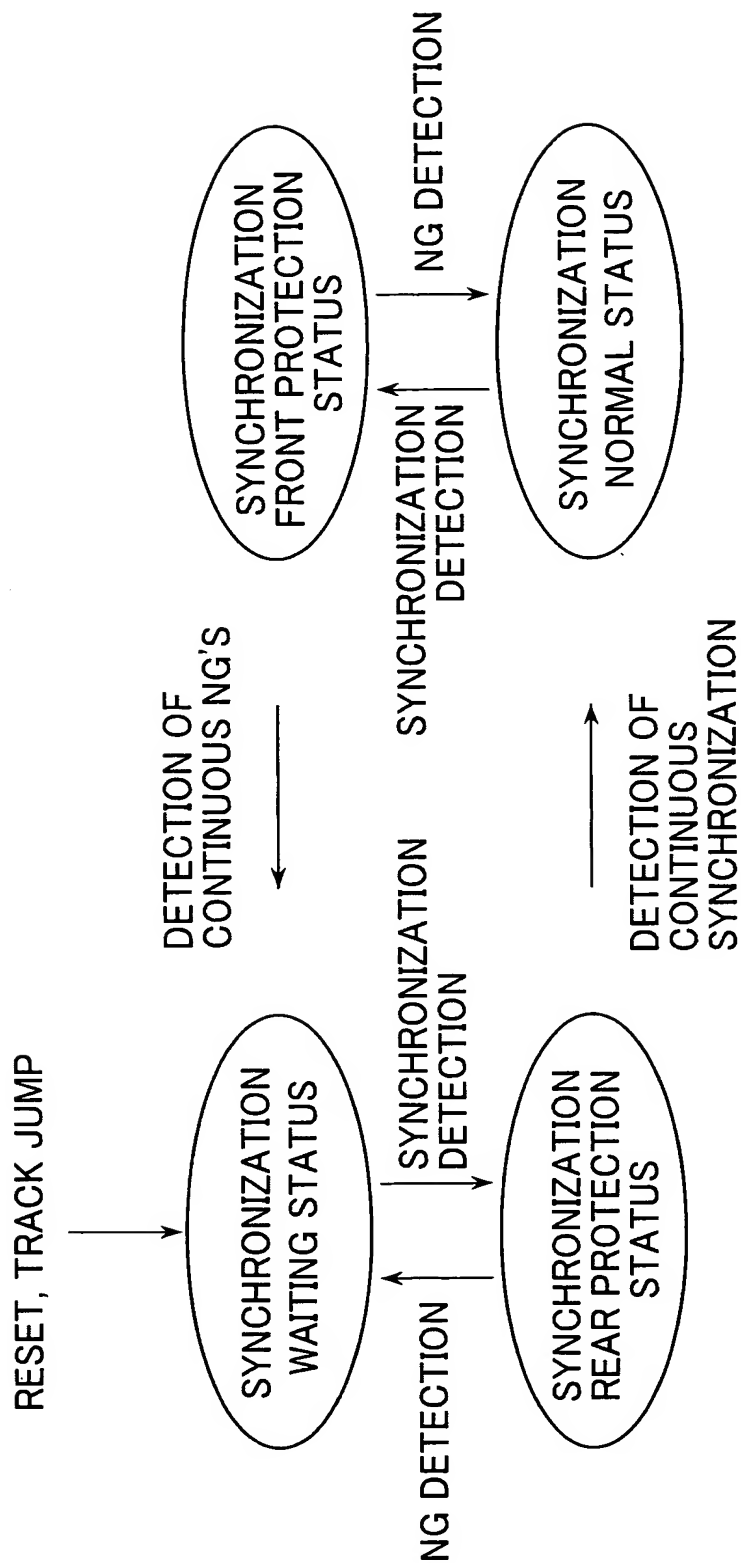 RESET, TRACK JUMP
SYNCHRONIZATION
WAITING STATUS
DETECTION OF
CONTINUOUS NG'S
SYNCHRONIZATION
FRONT PROTECTION
STATUS
NG DETECTION
SYNCHRONIZATION
DETECTION
SYNCHRONIZATION
DETECTION
NG DETECTION
SYNCHRONIZATION
REAR PROTECTION
STATUS
DETECTION OF
CONTINUOUS
SYNCHRONIZATION
SYNCHRONIZATION
NORMAL STATUS